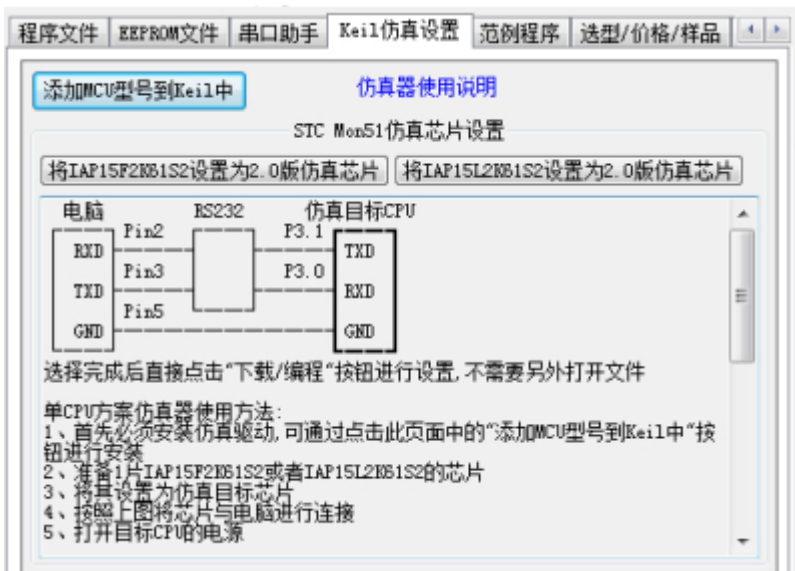 程序文件 EEPROM文件 串口助手 Keil仿真设置 范例程序 选型/价格/样品
添加MCU型号到Keil中 仿真器使用说明
STC Mon51仿真芯片设置
将IAP15F2K61S2设置为2.0版仿真芯片 将IAP15L2K61S2设置为2.0版仿真芯片
电脑 RS232 仿真目标CPU
Pin2 P3.1
RXD TXD
Pin3 P3.0
TXD RXD
Pin5
GND GND
选择完成后直接点击"下载/编程"按钮进行设置,不需要另外打开文件
单CPU方案仿真器使用方法:
1、首先必须安装仿真驱动,可通过点击此页面中的"添加MCU型号到Keil中"按
钮进行安装
2、准备1片IAP15F2K61S2或者IAP15L2K61S2的芯片
3、将其设置为仿真目标芯片
4、按照上图将芯片与电脑进行连接
5、打开目标CPU的电源